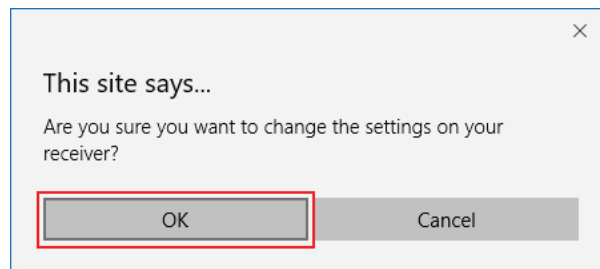 This site says...
Are you sure you want to change the settings on your
receiver?
OK
Cancel